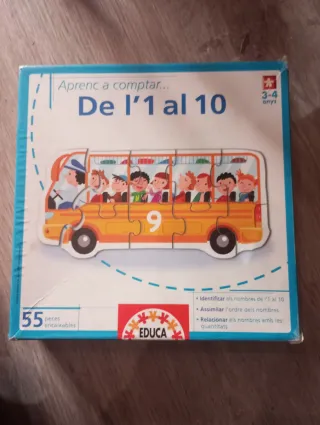 Aprenc a comptar...
De l'1 al 10
3-4
anys
9
55 peces
encaixables
EDUCA
• Identificar els nombres de l'1 al 10.
• Assimilar l'ordre dels nombres.
• Relacionar els nombres amb les
quantitats.